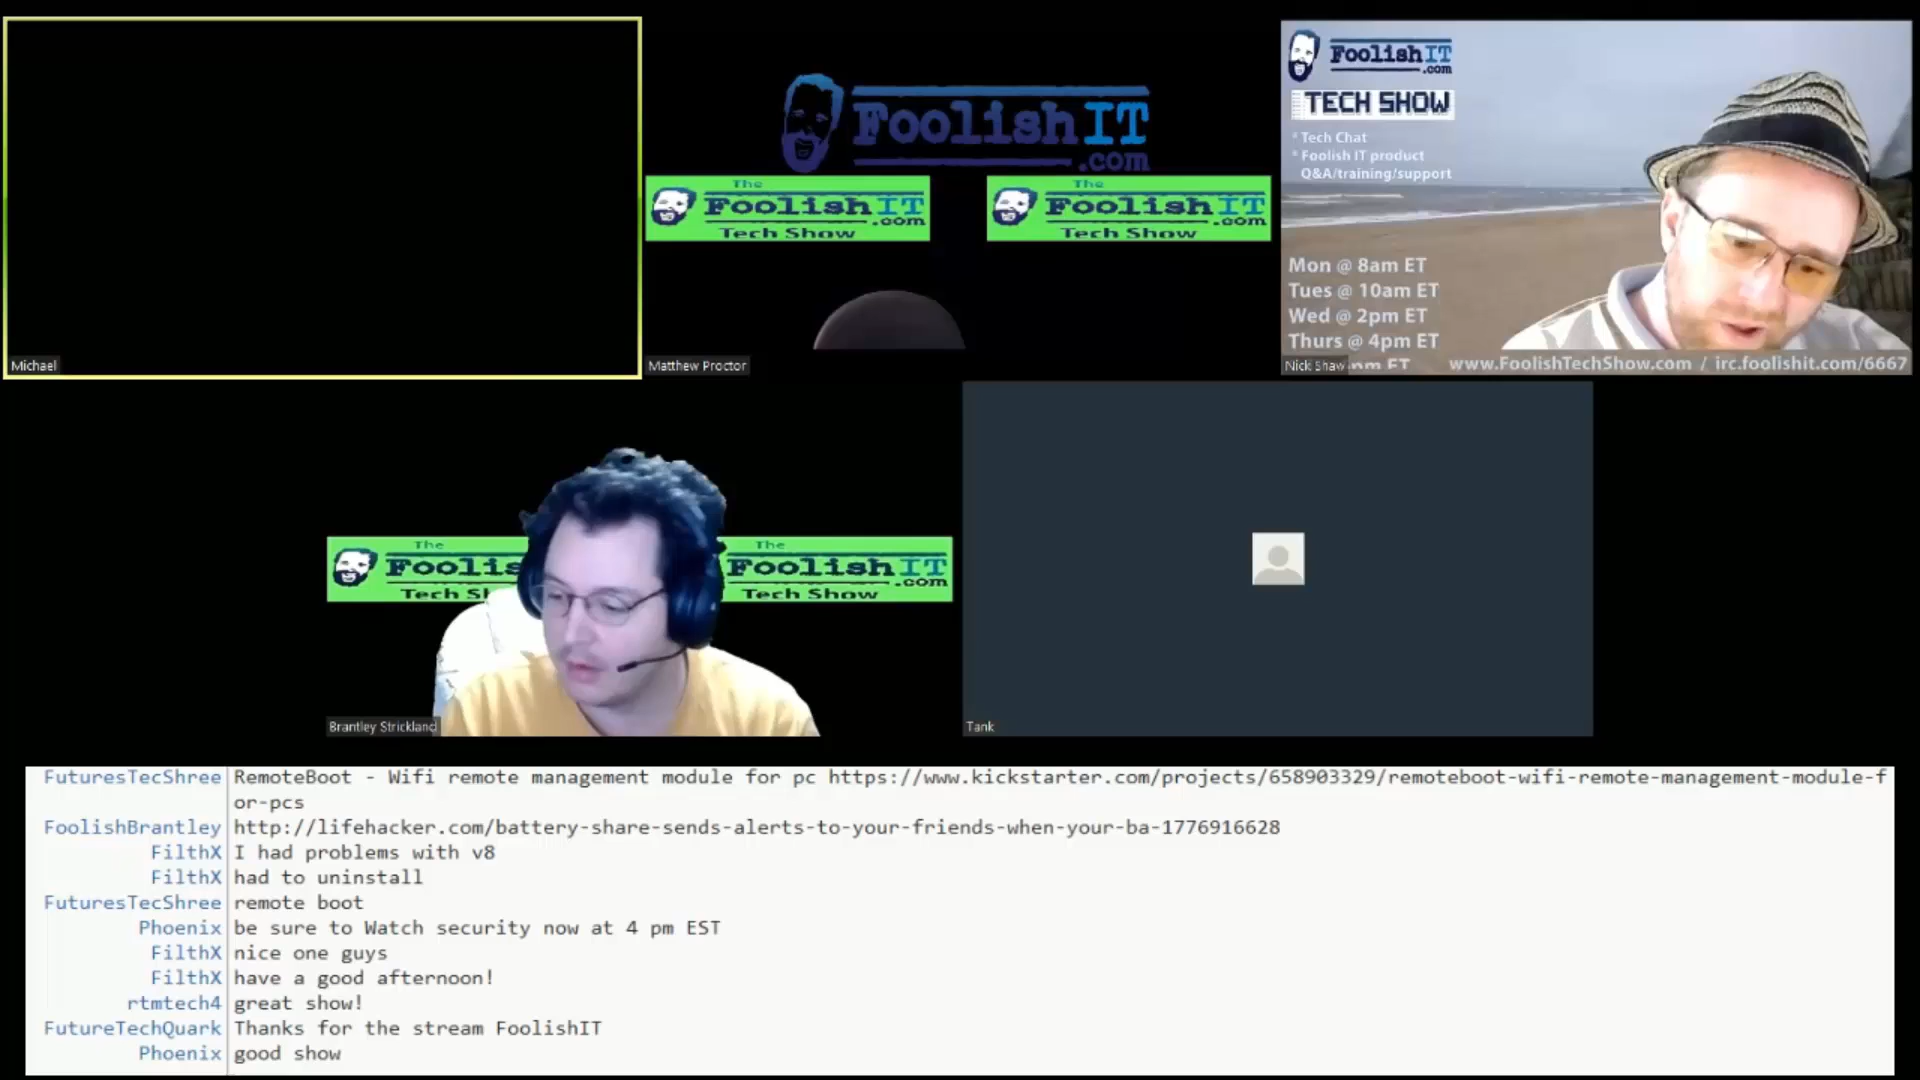 FoolishIT
.com
TECH SHOW
* Tech Chat
* Foolish IT product
Q&A/training/support
Mon @ 8am ET
Tues @ 10am ET
Wed @ 2pm ET
Thurs @ 4pm ET
pm ET
www.FoolishTechShow.com / irc.foolishit.com/6667
Nick Shaw
FoolishIT
.com
The
FoolishIT
.com
Tech Show
The
FoolishIT
.com
Tech Show
Michael
Matthew Proctor
The
Foolis
Tech Sh
The
FoolishIT
.com
Tech Show
Brantley Strickland
Tank
FuturesTecShree RemoteBoot - Wifi remote management module for pc https://www.kickstarter.com/projects/658903329/remoteboot-wifi-remote-management-module-f
or-pcs
FoolishBrantley http://lifehacker.com/battery-share-sends-alerts-to-your-friends-when-your-ba-1776916628
FilthX I had problems with v8
FilthX had to uninstall
FuturesTecShree remote boot
Phoenix be sure to Watch security now at 4 pm EST
FilthX nice one guys
FilthX have a good afternoon!
rtmtech4 great show!
FutureTechQuark Thanks for the stream FoolishIT
Phoenix good show